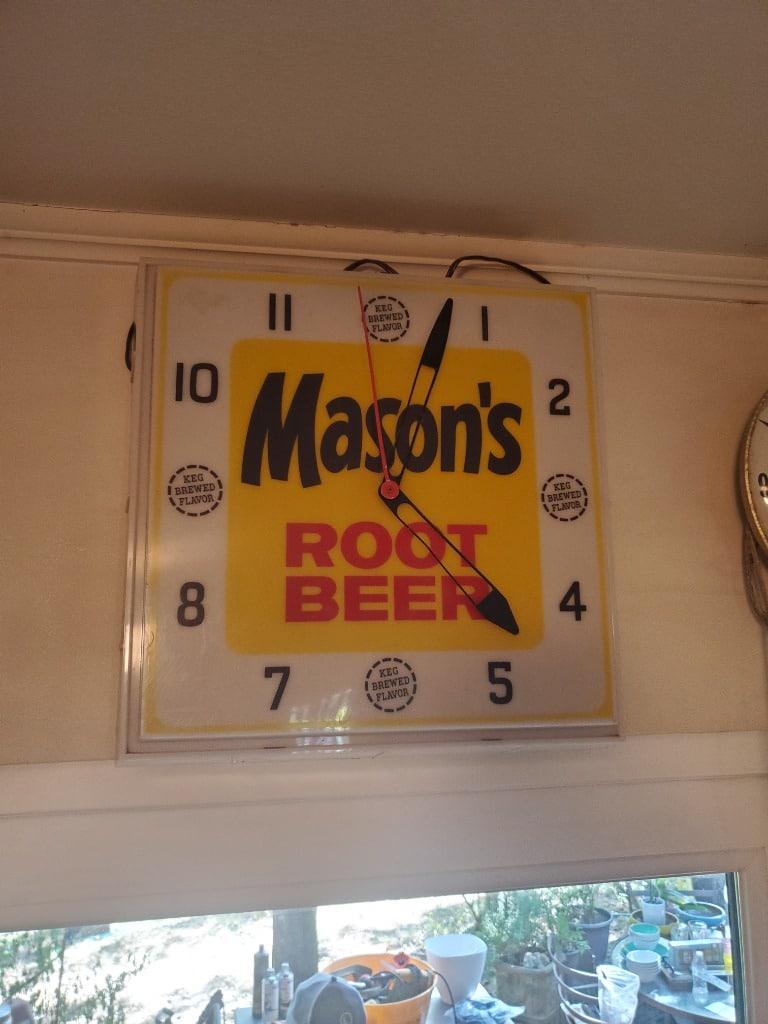 11
KEG
BREWED
FLAVOR
1
10
2
Mason's
KEG
BREWED
FLAVOR
KEG
BREWED
FLAVOR
ROOT
BEER
8
4
7
KEG
BREWED
FLAVOR
5
9